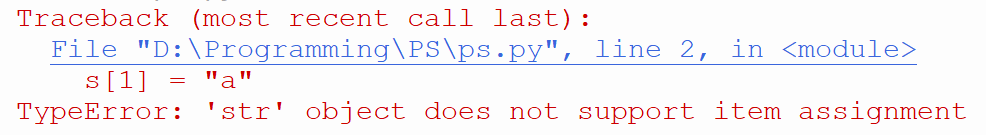 Traceback (most recent call last):
  File "D:\Programming\PS\ps.py", line 2, in <module>
    s[1] = "a"
TypeError: 'str' object does not support item assignment